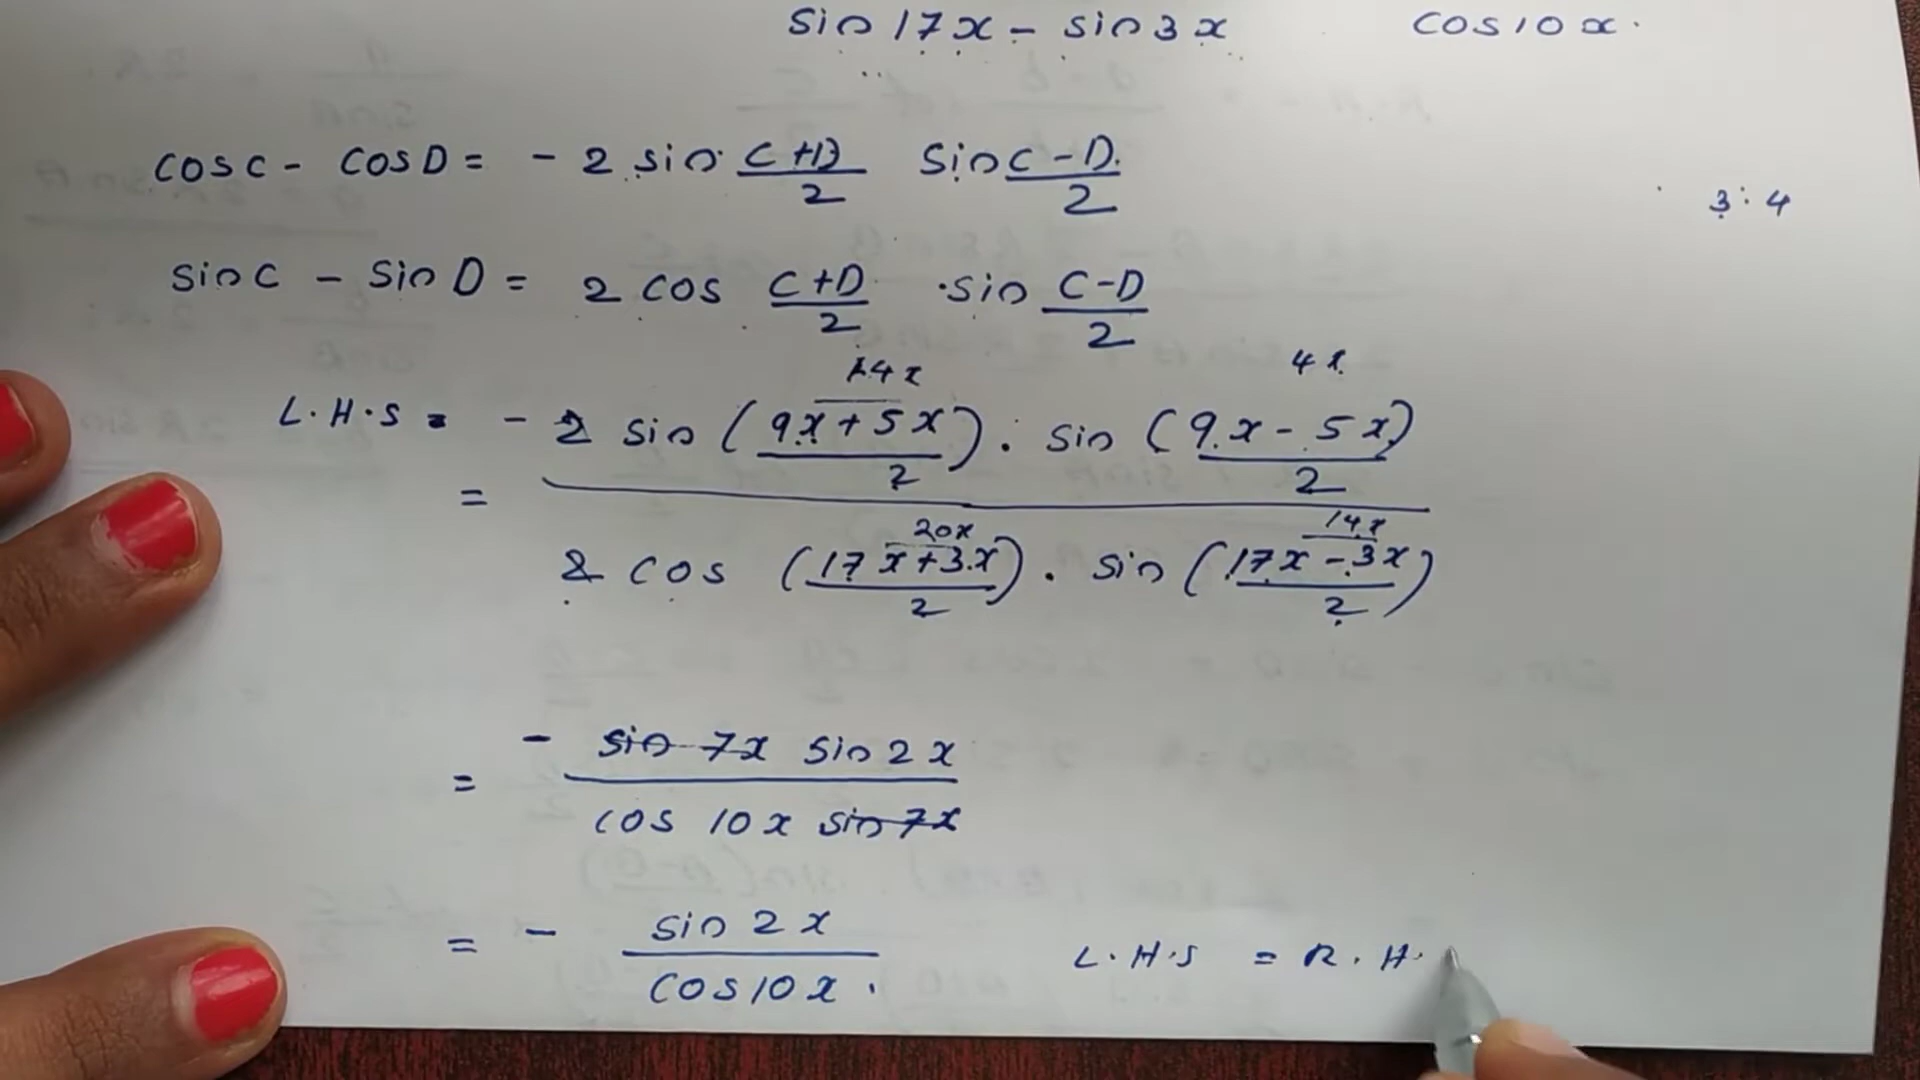 sin 17x - sin 3x cos 10x.
cos C - cos D = - 2 sin C+D/2 sin C-D/2
3:4
sin C - sin D = 2 cos C+D/2 . sin C-D/2
14x 4x
L.H.S = - 2 sin (9x+5x/2) . sin (9x-5x/2)
=
20x 14x
2 cos (17x+3x/2) . sin (17x-3x/2)
= - sin 7x sin 2x
cos 10x sin 7x
= - sin 2x
cos 10x.
L.H.S = R.H.